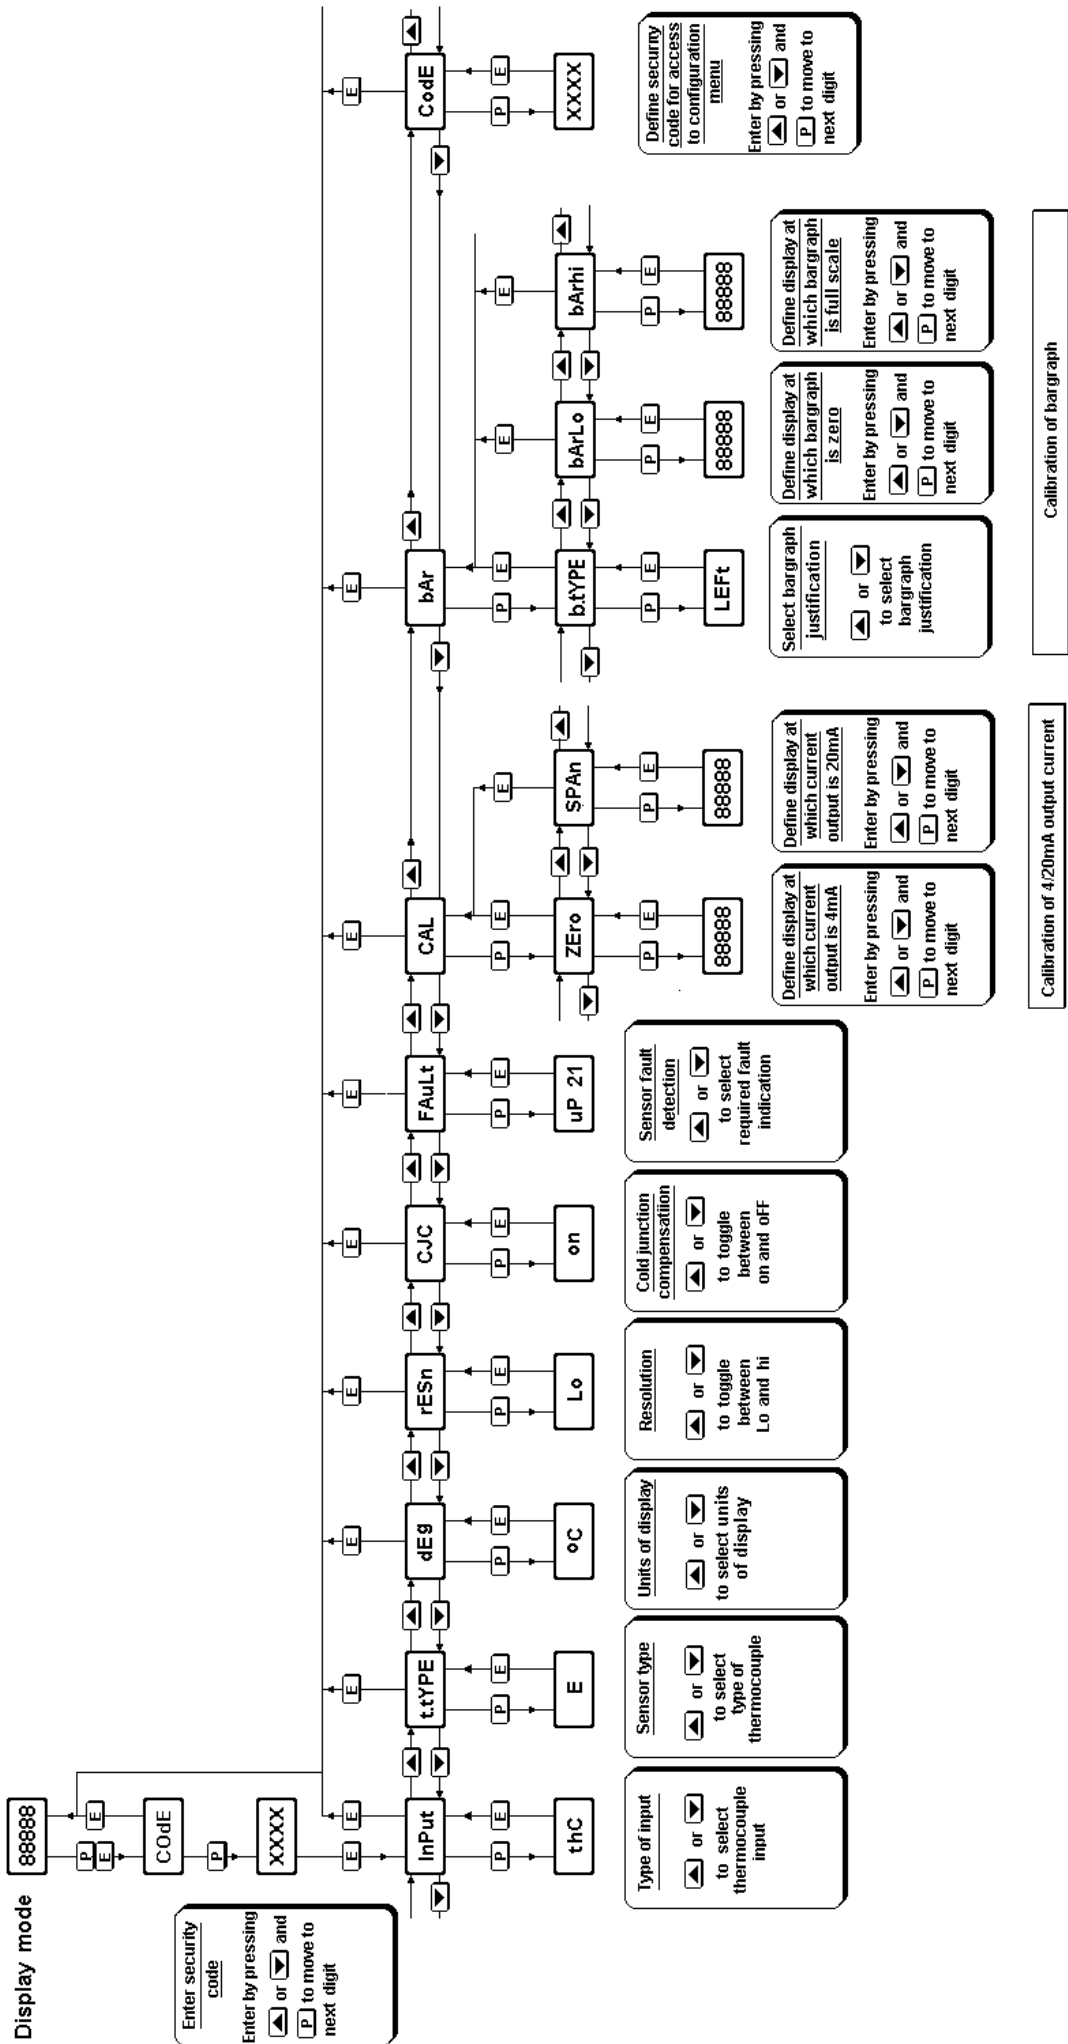 Display mode
88888
P
E
E
COdE
P
XXXX
Enter security
code
Enter by pressing
▲ or ▼ and
P to move to
next digit
E
E
InPut
▼
▲
▼
P
E
thC
Type of input
▲ or ▼
to select
thermocouple
input
E
t.tYPE
▲
▼
P
E
E
Sensor type
▲ or ▼
to select
type of
thermocouple
E
dEg
▲
▼
P
E
oC
Units of display
▲ or ▼
to select units
of display
E
rESn
▲
▼
P
E
Lo
Resolution
▲ or ▼
to toggle
between
Lo and hi
E
CJC
▲
▼
P
E
on
Cold junction
compensatiion
▲ or ▼
to toggle
between
on and oFF
E
FAuLt
▲
▼
P
E
uP 21
Sensor fault
detection
▲ or ▼
to select
required fault
indication
E
CAL
▲
P
E
E
▼
ZEro
▲
▼
SPAn
▲
P
E
88888
P
E
88888
Define display at
which current
output is 4mA
Enter by pressing
▲ or ▼ and
P to move to
next digit
Define display at
which current
output is 20mA
Enter by pressing
▲ or ▼ and
P to move to
next digit
Calibration of 4/20mA output current
E
▼
bAr
▲
P
E
E
E
▼
b.tYPE
▲
▼
bArLo
▲
▼
bArhi
▲
P
E
LEFt
P
E
88888
P
E
88888
Select bargraph
justification
▲ or ▼
to select
bargraph
justification
Define display at
which bargraph
is zero
Enter by pressing
▲ or ▼ and
P to move to
next digit
Define display at
which bargraph
is full scale
Enter by pressing
▲ or ▼ and
P to move to
next digit
Calibration of bargraph
E
▼
CodE
▲
P
E
XXXX
Define security
code for access
to configuration
menu
Enter by pressing
▲ or ▼ and
P to move to
next digit